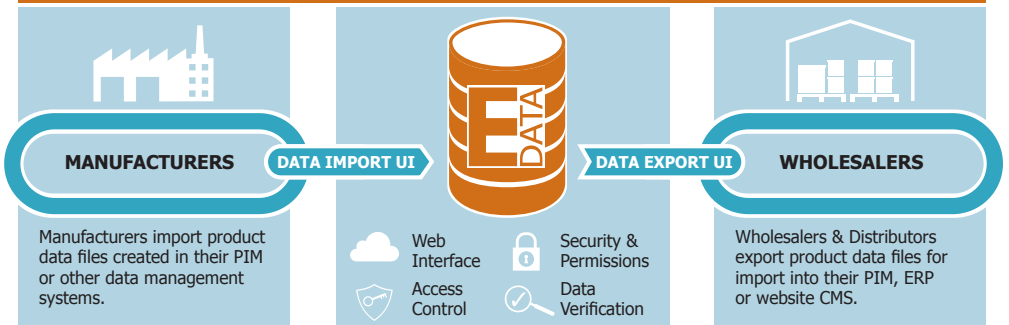 MANUFACTURERS
DATA IMPORT UI
E DATA
DATA EXPORT UI
WHOLESALERS
Manufacturers import product
data files created in their PIM
or other data management
systems.
Web
Interface
Security &
Permissions
Access
Control
Data
Verification
Wholesalers & Distributors
export product data files for
import into their PIM, ERP
or website CMS.